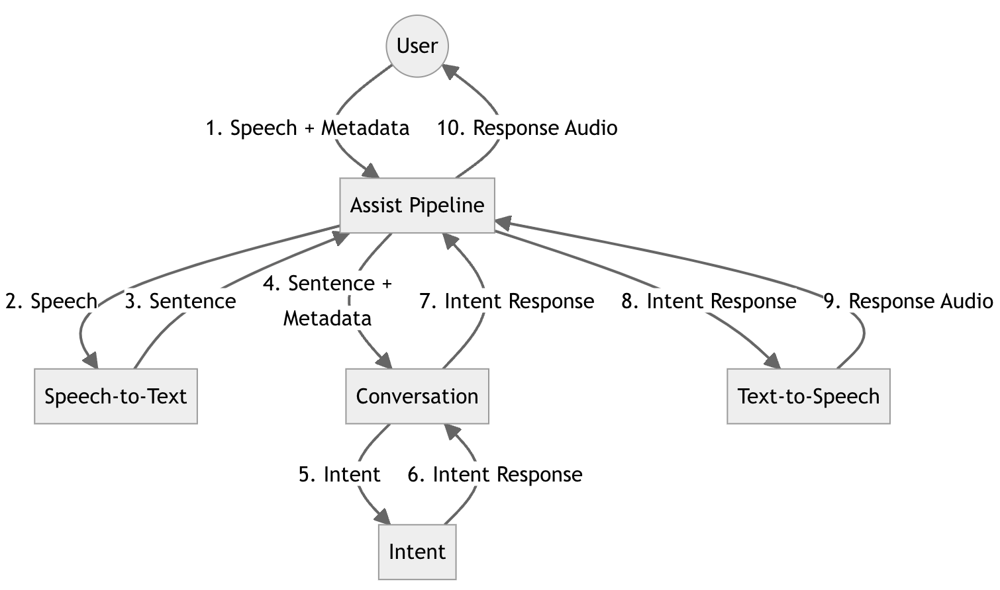 User
1. Speech + Metadata
10. Response Audio
Assist Pipeline
2. Speech
3. Sentence
4. Sentence +
Metadata
7. Intent Response
8. Intent Response
9. Response Audio
Speech-to-Text
Conversation
Text-to-Speech
5. Intent
6. Intent Response
Intent